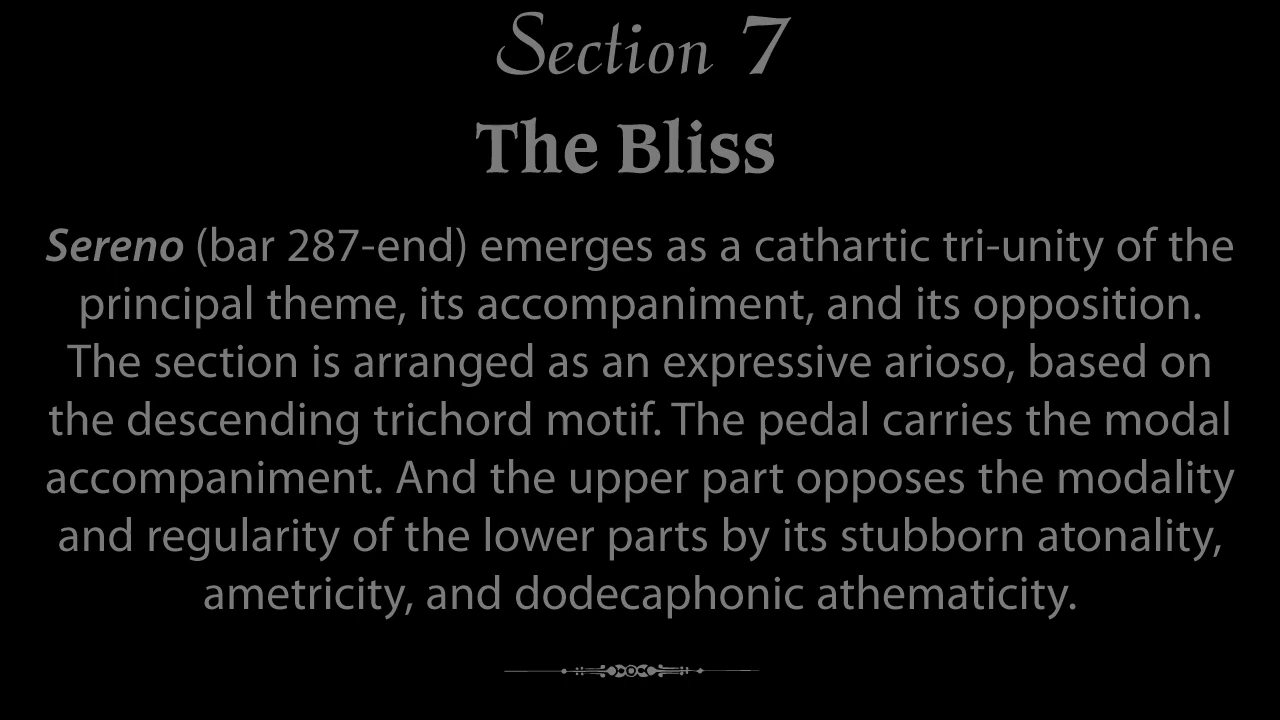 Section 7
The Bliss
Sereno (bar 287-end) emerges as a cathartic tri-unity of the
principal theme, its accompaniment, and its opposition.
The section is arranged as an expressive arioso, based on
the descending trichord motif. The pedal carries the modal
accompaniment. And the upper part opposes the modality
and regularity of the lower parts by its stubborn atonality,
ametricity, and dodecaphonic athematicity.